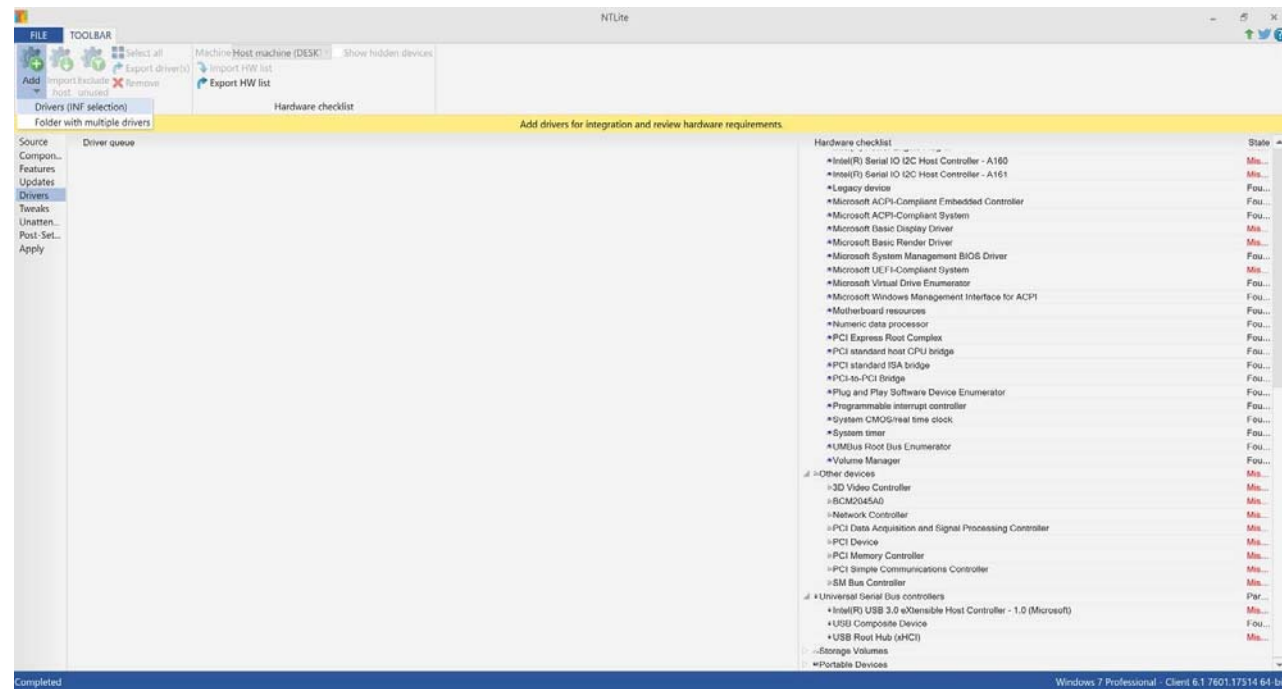 NTLite
FILE TOOLBAR
Add
Import host
Exclude unused
Select all
Export driver(s)
Remove
Machine Host machine (DESK
Show hidden devices
Import HW list
Export HW list
Hardware checklist
Drivers (INF selection)
Folder with multiple drivers
Add drivers for integration and review hardware requirements.
Source
Compon...
Features
Updates
Drivers
Tweaks
Unatten...
Post-Set...
Apply
Driver queue
Hardware checklist State
Intel(R) Serial IO I2C Host Controller - A160 Mis...
Intel(R) Serial IO I2C Host Controller - A161 Mis...
Legacy device Fou...
Microsoft ACPI-Compliant Embedded Controller Fou...
Microsoft ACPI-Compliant System Fou...
Microsoft Basic Display Driver Mis...
Microsoft Basic Render Driver Mis...
Microsoft System Management BIOS Driver Fou...
Microsoft UEFI-Compliant System Mis...
Microsoft Virtual Drive Enumerator Fou...
Microsoft Windows Management Interface for ACPI Fou...
Motherboard resources Fou...
Numeric data processor Fou...
PCI Express Root Complex Fou...
PCI standard host CPU bridge Fou...
PCI standard ISA bridge Fou...
PCI-to-PCI Bridge Fou...
Plug and Play Software Device Enumerator Fou...
Programmable interrupt controller Fou...
System CMOS/real time clock Fou...
System timer Fou...
UMBus Root Bus Enumerator Fou...
Volume Manager Fou...
Other devices Mis...
3D Video Controller Mis...
BCM2045A0 Mis...
Network Controller Mis...
PCI Data Acquisition and Signal Processing Controller Mis...
PCI Device Mis...
PCI Memory Controller Mis...
PCI Simple Communications Controller Mis...
SM Bus Controller Mis...
Universal Serial Bus controllers Par...
Intel(R) USB 3.0 eXtensible Host Controller - 1.0 (Microsoft) Mis...
USB Composite Device Fou...
USB Root Hub (xHCI) Mis...
Storage Volumes
Portable Devices
Completed
Windows 7 Professional - Client 6.1 7601.17514 64-b